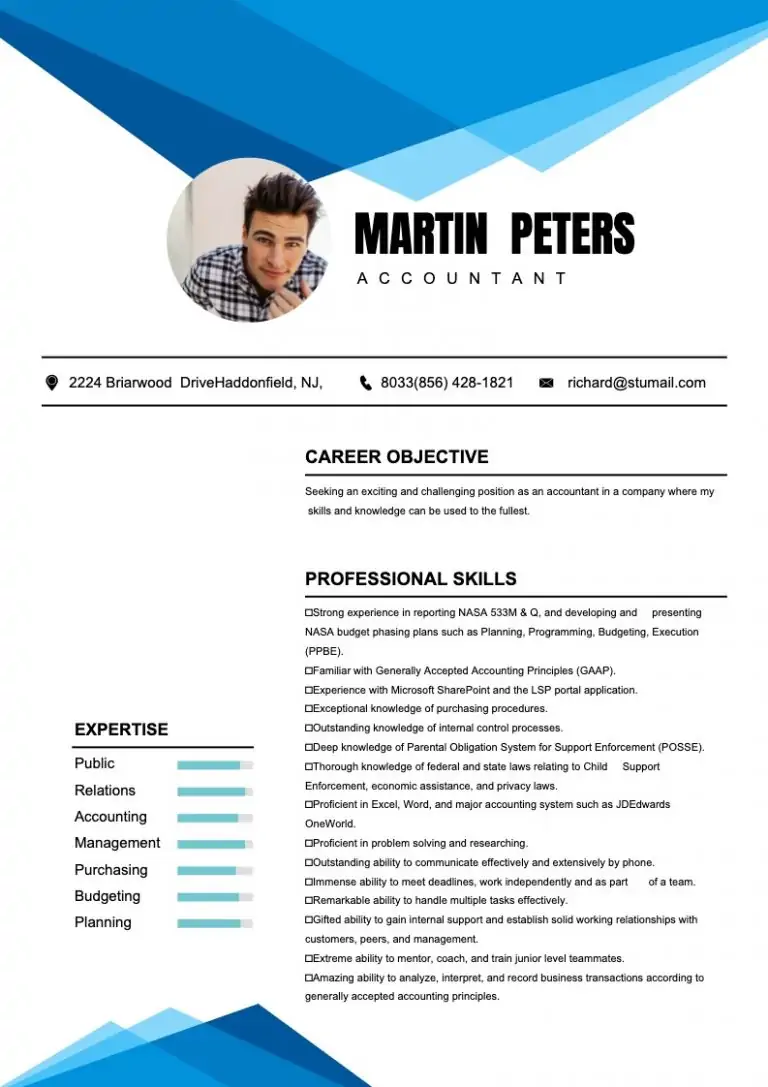 MARTIN PETERS
ACCOUNTANT
2224 Briarwood DriveHaddonfield, NJ, 8033(856) 428-1821 richard@stumail.com
CAREER OBJECTIVE
Seeking an exciting and challenging position as an accountant in a company where my
skills and knowledge can be used to the fullest.
PROFESSIONAL SKILLS
☐Strong experience in reporting NASA 533M & Q, and developing and presenting
NASA budget phasing plans such as Planning, Programming, Budgeting, Execution
(PPBE).
☐Familiar with Generally Accepted Accounting Principles (GAAP).
☐Experience with Microsoft SharePoint and the LSP portal application.
☐Exceptional knowledge of purchasing procedures.
☐Outstanding knowledge of internal control processes.
☐Deep knowledge of Parental Obligation System for Support Enforcement (POSSE).
☐Thorough knowledge of federal and state laws relating to Child Support
Enforcement, economic assistance, and privacy laws.
☐Proficient in Excel, Word, and major accounting system such as JDEdwards
OneWorld.
☐Proficient in problem solving and researching.
☐Outstanding ability to communicate effectively and extensively by phone.
☐Immense ability to meet deadlines, work independently and as part of a team.
☐Remarkable ability to handle multiple tasks effectively.
☐Gifted ability to gain internal support and establish solid working relationships with
customers, peers, and management.
☐Extreme ability to mentor, coach, and train junior level teammates.
☐Amazing ability to analyze, interpret, and record business transactions according to
generally accepted accounting principles.
EXPERTISE
Public
Relations
Accounting
Management
Purchasing
Budgeting
Planning